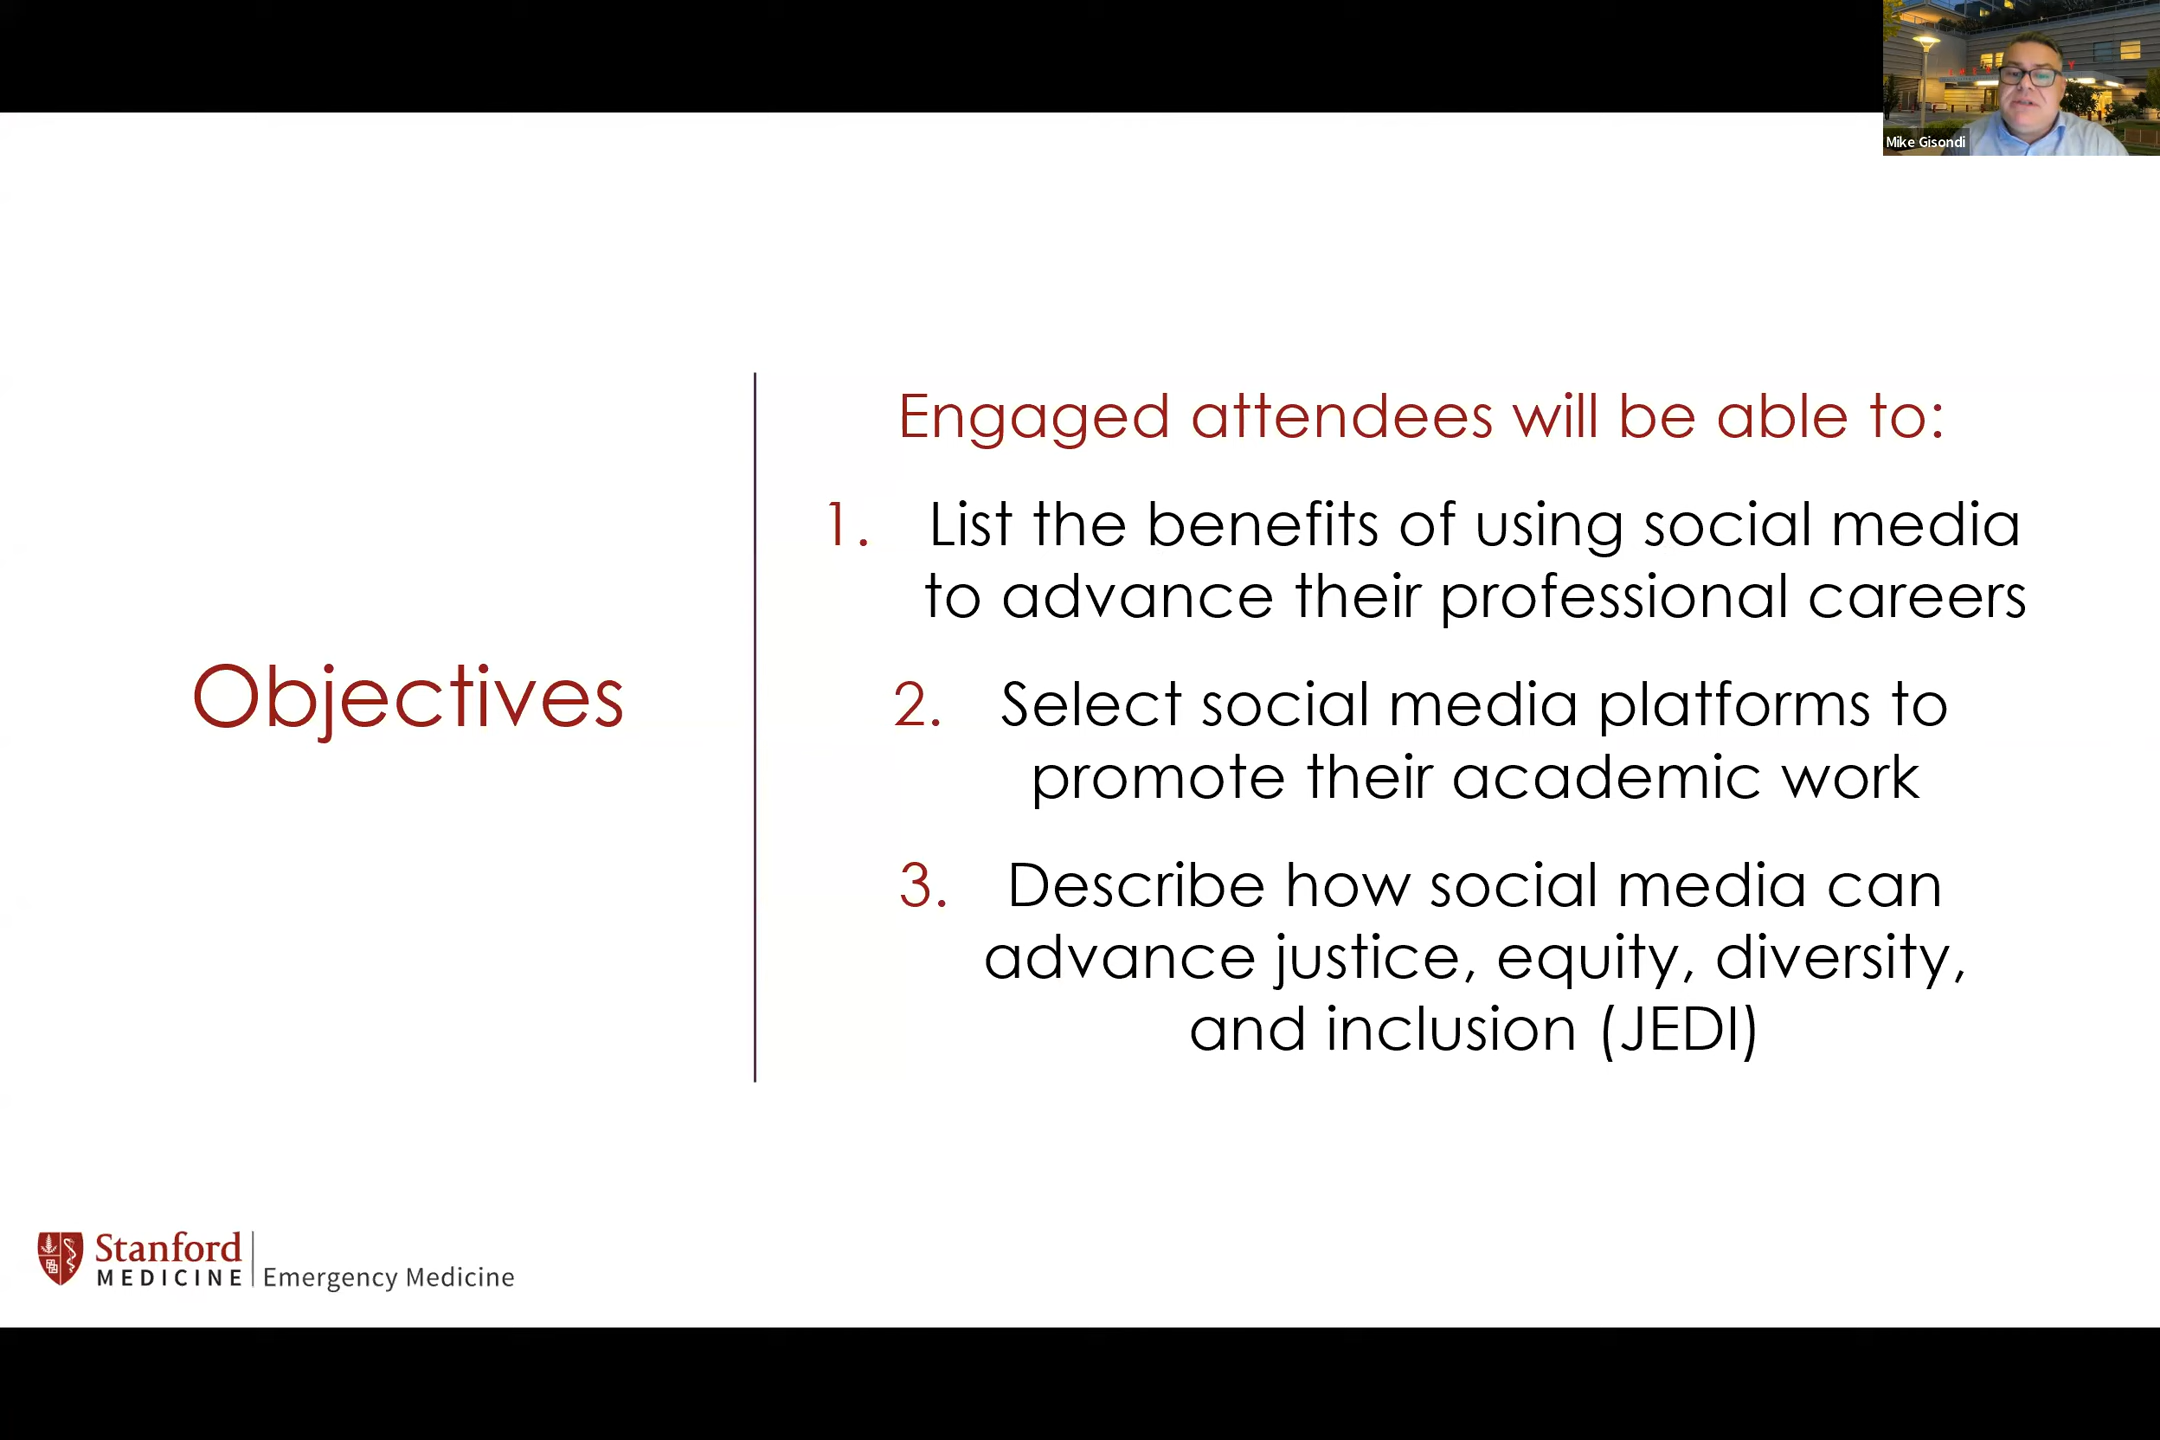 Mike Gisondi
Objectives
Engaged attendees will be able to:
1. List the benefits of using social media
to advance their professional careers
2. Select social media platforms to
promote their academic work
3. Describe how social media can
advance justice, equity, diversity,
and inclusion (JEDI)
Stanford
MEDICINE
Emergency Medicine